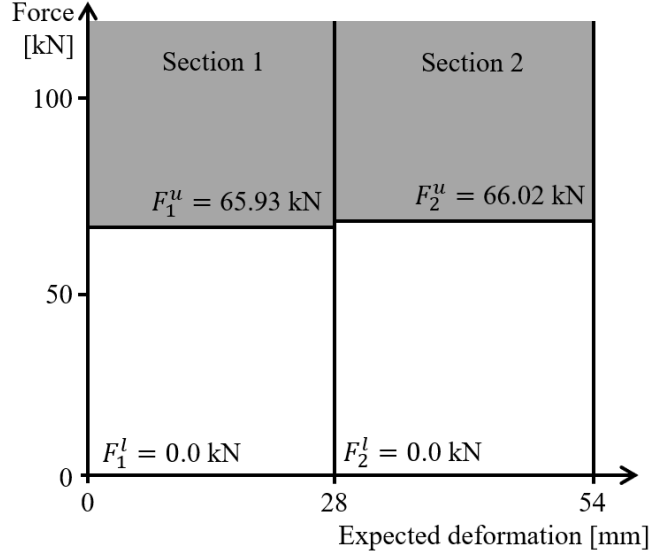 Force
[kN]
Section 1
Section 2
100
F_1^u = 65.93 kN
F_2^u = 66.02 kN
50
F_1^l = 0.0 kN
F_2^l = 0.0 kN
0
0
28
54
Expected deformation [mm]